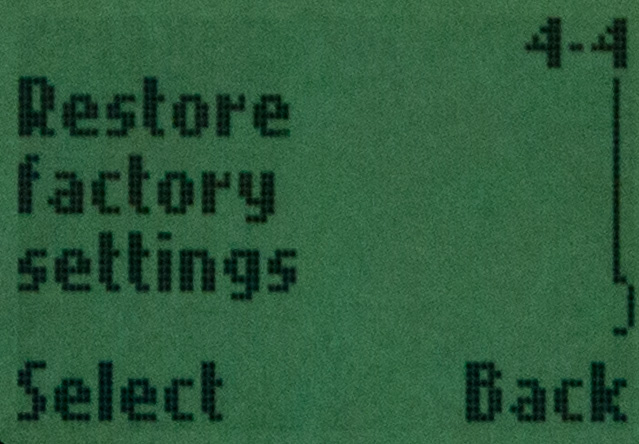 4-4
Restore
factory
settings
Select Back